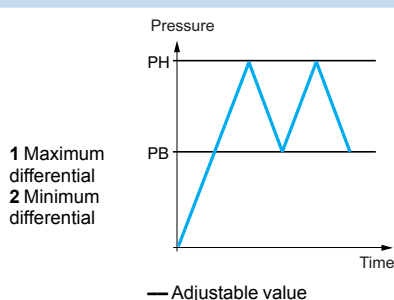 Pressure
PH
1 Maximum
differential
2 Minimum
differential
PB
Time
Adjustable value